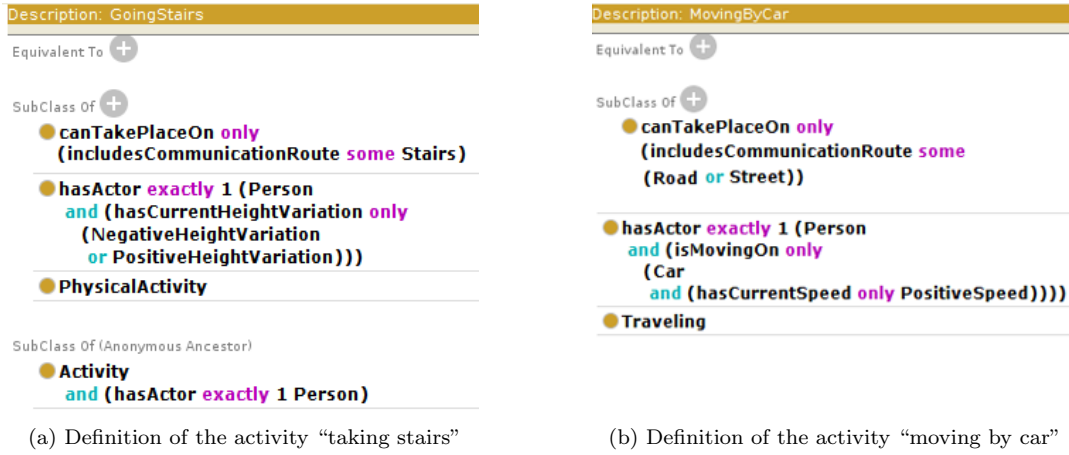 Description: GoingStairs
Equivalent To
SubClass Of
canTakePlaceOn only
(includesCommunicationRoute some Stairs)
hasActor exactly 1 (Person
and (hasCurrentHeightVariation only
(NegativeHeightVariation
or PositiveHeightVariation)))
PhysicalActivity
SubClass Of (Anonymous Ancestor)
Activity
and (hasActor exactly 1 Person)
(a) Definition of the activity “taking stairs”
Description: MovingByCar
Equivalent To
SubClass Of
canTakePlaceOn only
(includesCommunicationRoute some
(Road or Street))
hasActor exactly 1 (Person
and (isMovingOn only
(Car
and (hasCurrentSpeed only PositiveSpeed))))
Traveling
(b) Definition of the activity “moving by car”